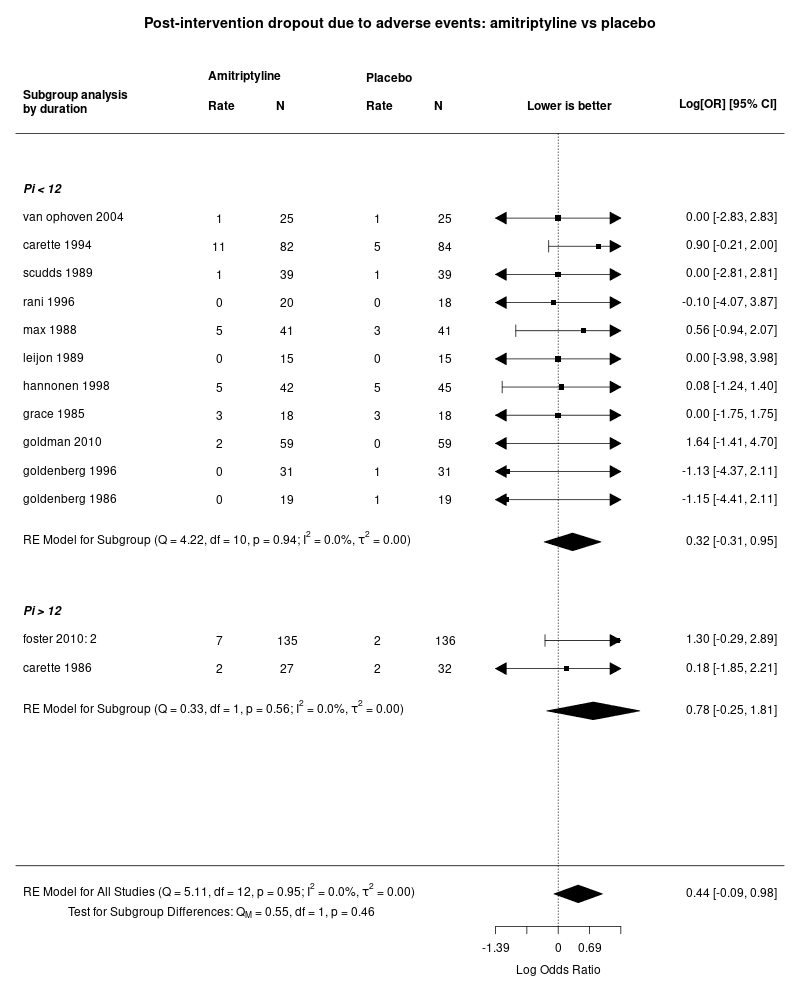 Post-intervention dropout due to adverse events: amitriptyline vs placebo
Amitriptyline Placebo
Subgroup analysis by duration Rate N Rate N Lower is better Log[OR] [95% CI]
Pi < 12
van ophoven 2004 1 25 1 25 0.00 [-2.83, 2.83]
carette 1994 11 82 5 84 0.90 [-0.21, 2.00]
scudds 1989 1 39 1 39 0.00 [-2.81, 2.81]
rani 1996 0 20 0 18 -0.10 [-4.07, 3.87]
max 1988 5 41 3 41 0.56 [-0.94, 2.07]
leijon 1989 0 15 0 15 0.00 [-3.98, 3.98]
hannonen 1998 5 42 5 45 0.08 [-1.24, 1.40]
grace 1985 3 18 3 18 0.00 [-1.75, 1.75]
goldman 2010 2 59 0 59 1.64 [-1.41, 4.70]
goldenberg 1996 0 31 1 31 -1.13 [-4.37, 2.11]
goldenberg 1986 0 19 1 19 -1.15 [-4.41, 2.11]
RE Model for Subgroup (Q = 4.22, df = 10, p = 0.94; I² = 0.0%, τ² = 0.00) 0.32 [-0.31, 0.95]
Pi > 12
foster 2010: 2 7 135 2 136 1.30 [-0.29, 2.89]
carette 1986 2 27 2 32 0.18 [-1.85, 2.21]
RE Model for Subgroup (Q = 0.33, df = 1, p = 0.56; I² = 0.0%, τ² = 0.00) 0.78 [-0.25, 1.81]
RE Model for All Studies (Q = 5.11, df = 12, p = 0.95; I² = 0.0%, τ² = 0.00) 0.44 [-0.09, 0.98]
Test for Subgroup Differences: Q_M = 0.55, df = 1, p = 0.46
-1.39 0 0.69
Log Odds Ratio